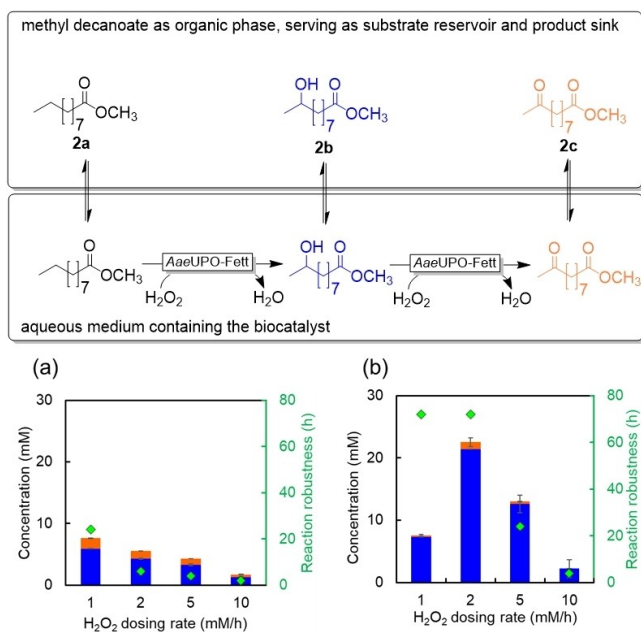 methyl decanoate as organic phase, serving as substrate reservoir and product sink
O
OCH₃
7
2a
OH
O
OCH₃
7
2b
O
O
OCH₃
7
2c
O
OCH₃
7
AaeUPO-Fett
H₂O₂
H₂O
OH
O
OCH₃
7
AaeUPO-Fett
H₂O₂
H₂O
O
O
OCH₃
7
aqueous medium containing the biocatalyst
(a)
Concentration (mM)
30
20
10
0
80
60
40
20
0
Reaction robustness (h)
1 2 5 10
H₂O₂ dosing rate (mM/h)
(b)
Concentration (mM)
30
20
10
0
80
60
40
20
0
Reaction robustness (h)
1 2 5 10
H₂O₂ dosing rate (mM/h)